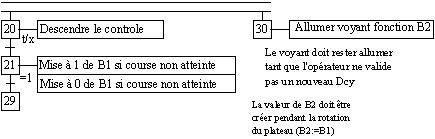 20 Descendre le controle
30 Allumer voyant fonction B2
t/x
21 Mise à 1 de B1 si course non atteinte
Mise à 0 de B1 si course non atteinte
=1
29
Le voyant doit rester allumer
tant que l'opérateur ne valide
pas un nouveau Dcy
La valeur de B2 doit être
créer pendant la rotation
du plateau (B2:=B1)